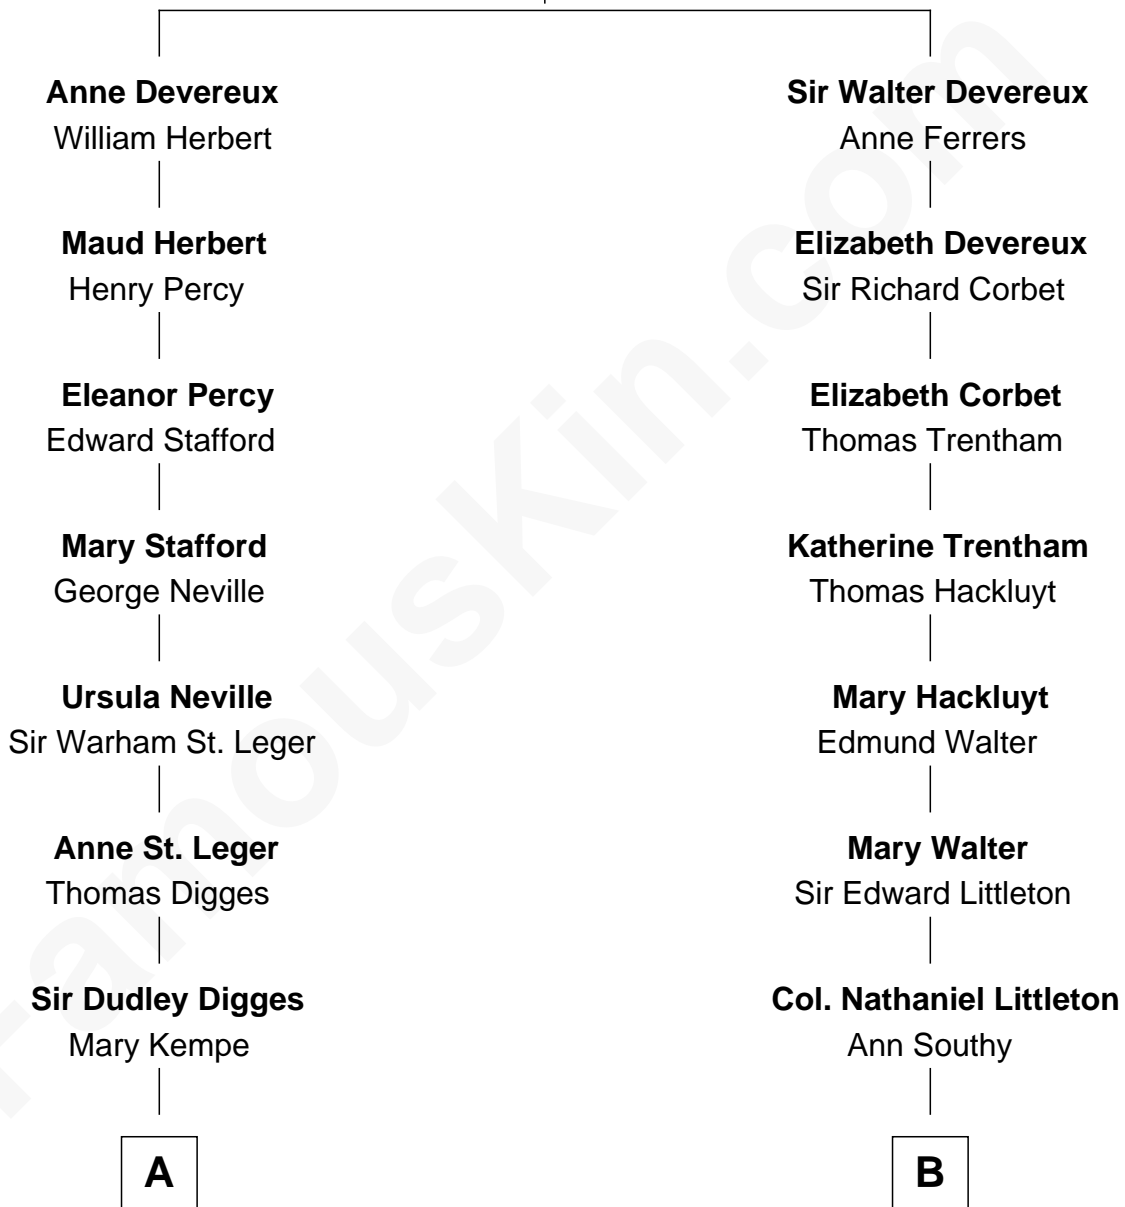 Anne Devereux
William Herbert
Maud Herbert
Henry Percy
Eleanor Percy
Edward Stafford
Mary Stafford
George Neville
Ursula Neville
Sir Warham St. Leger
Anne St. Leger
Thomas Digges
Sir Dudley Digges
Mary Kempe
A
Sir Walter Devereux
Anne Ferrers
Elizabeth Devereux
Sir Richard Corbet
Elizabeth Corbet
Thomas Trentham
Katherine Trentham
Thomas Hackluyt
Mary Hackluyt
Edmund Walter
Mary Walter
Sir Edward Littleton
Col. Nathaniel Littleton
Ann Southy
B
FamousKin.com